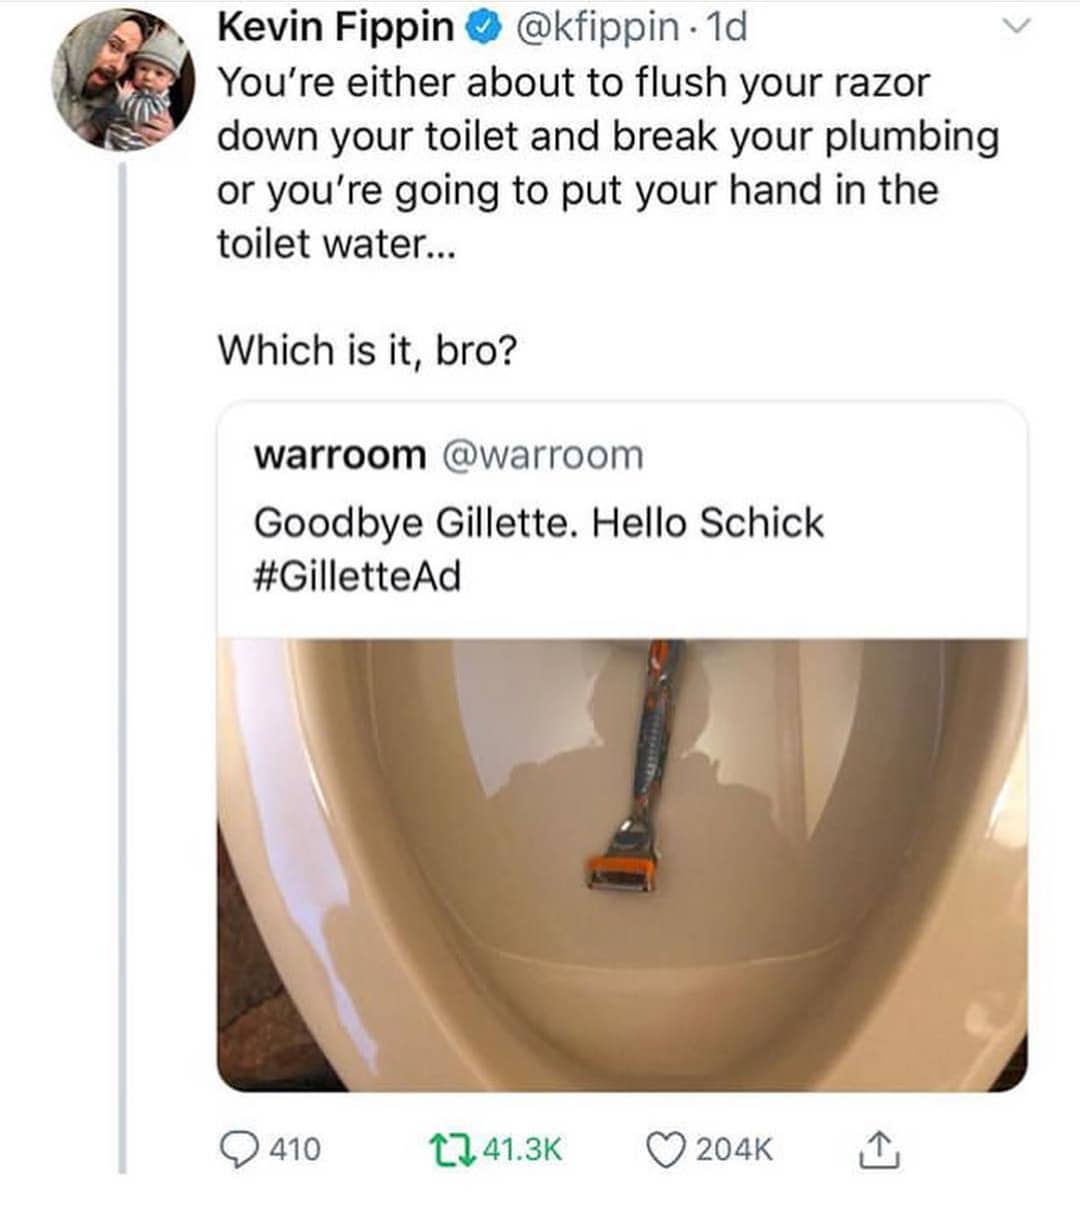 Kevin Fippin @kfippin · 1d
You're either about to flush your razor
down your toilet and break your plumbing
or you're going to put your hand in the
toilet water...
Which is it, bro?
warroom @warroom
Goodbye Gillette. Hello Schick
#GilletteAd
410 41.3K 204K